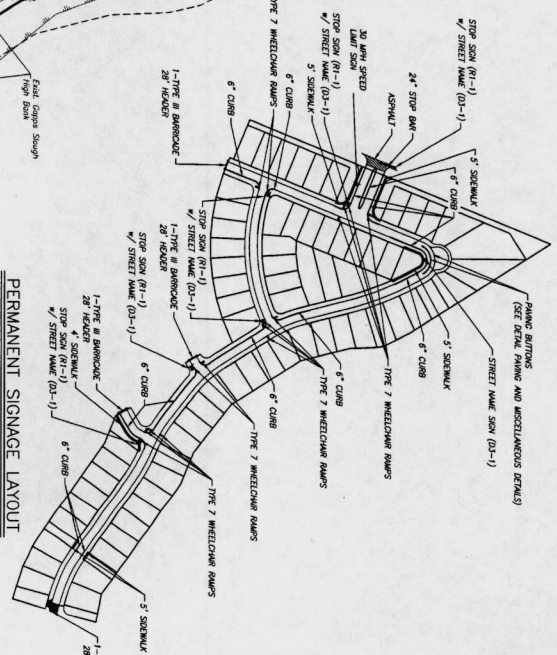 STOP SIGN (R1-1)
W/ STREET NAME (D3-1)
24" STOP BAR
ASPHALT
30 MPH SPEED
LIMIT SIGN
STOP SIGN (R1-1)
W/ STREET NAME (D3-1)
5' SIDEWALK
TYPE 7 WHEELCHAIR RAMPS
6" CURB
1-TYPE III BARRICADE
28' HEADER
6" CURB
5' SIDEWALK
6" CURB
PAVING BUTTONS
(SEE DETAIL PAVING AND MISCELLANEOUS DETAILS)
STREET NAME SIGN (D3-1)
5' SIDEWALK
6" CURB
TYPE 7 WHEELCHAIR RAMPS
6" CURB
TYPE 7 WHEELCHAIR RAMPS
6" CURB
TYPE 7 WHEELCHAIR RAMPS
TYPE 7 WHEELCHAIR RAMPS
STOP SIGN (R1-1)
W/ STREET NAME (D3-1)
1-TYPE III BARRICADE
28' HEADER
STOP SIGN (R1-1)
W/ STREET NAME (D3-1)
6" CURB
1-TYPE III BARRICADE
28' HEADER
4' SIDEWALK
STOP SIGN (R1-1)
W/ STREET NAME (D3-1)
6" CURB
5' SIDEWALK
1-
28
Exist. Gapps Slough
High Bank
PERMANENT SIGNAGE LAYOUT